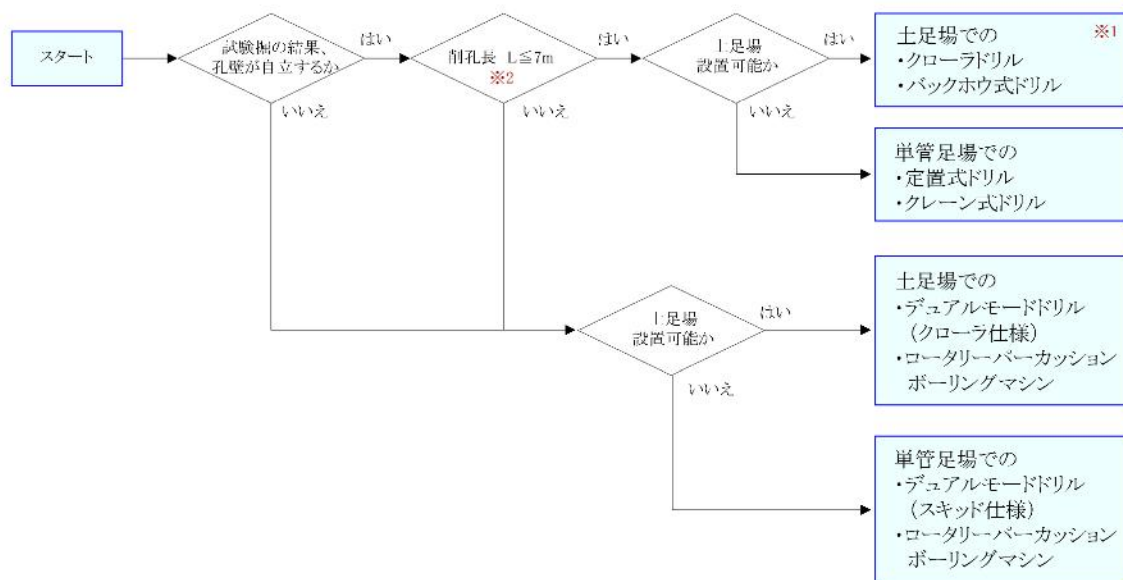 スタート
試験掘の結果、
孔壁が自立するか
はい
いいえ
削孔長 L≦7m
※2
はい
いいえ
土足場
設置可能か
はい
いいえ
土足場での ※1
・クローラドリル
・バックホウ式ドリル
単管足場での
・定置式ドリル
・クレーン式ドリル
土足場
設置可能か
はい
いいえ
土足場での
・デュアルモードドリル
(クローラ仕様)
・ロータリーパーカッション
ボーリングマシン
単管足場での
・デュアルモードドリル
(スキッド仕様)
・ロータリーパーカッション
ボーリングマシン